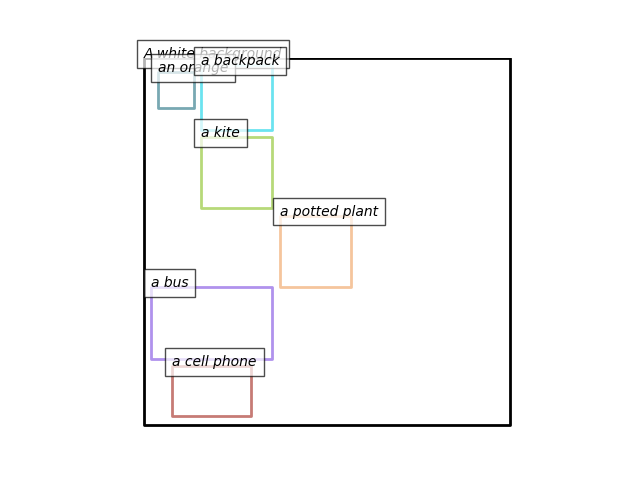 A white background
an orange
a backpack
a kite
a potted plant
a bus
a cell phone